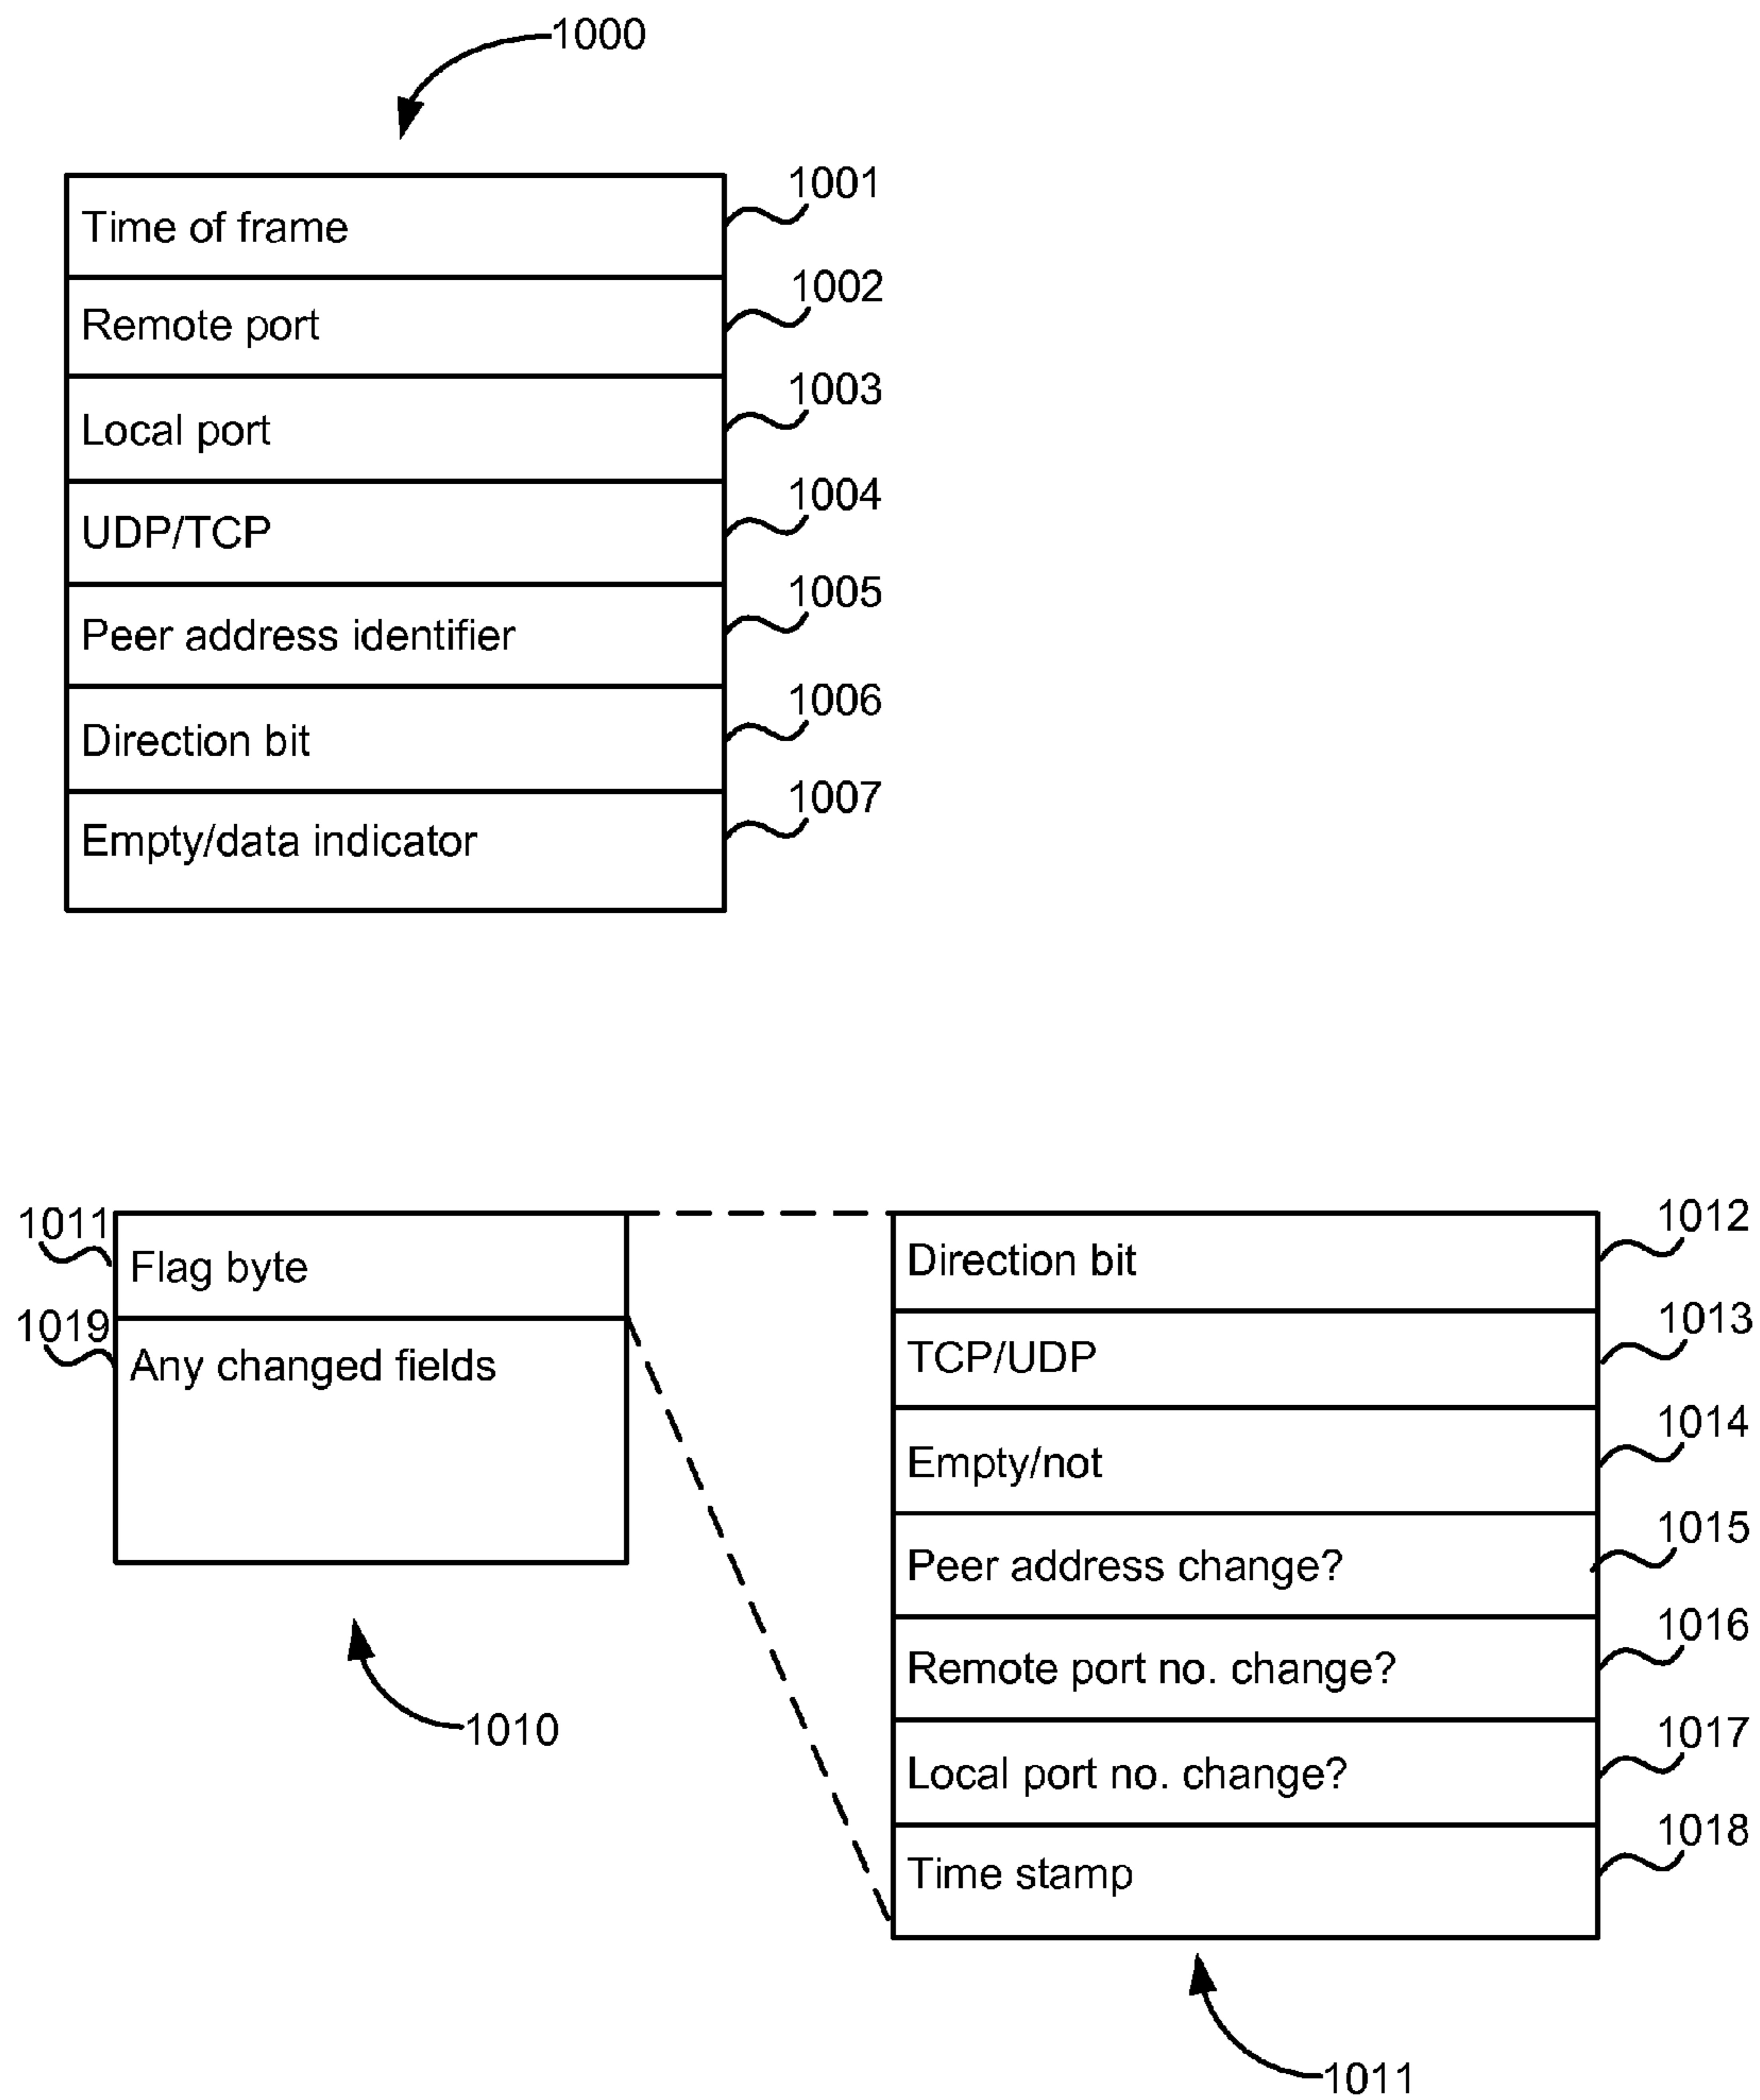 1000
Time of frame 1001
Remote port 1002
Local port 1003
UDP/TCP 1004
Peer address identifier 1005
Direction bit 1006
Empty/data indicator 1007
1011 Flag byte
1019 Any changed fields
1010
Direction bit 1012
TCP/UDP 1013
Empty/not 1014
Peer address change? 1015
Remote port no. change? 1016
Local port no. change? 1017
Time stamp 1018
1011